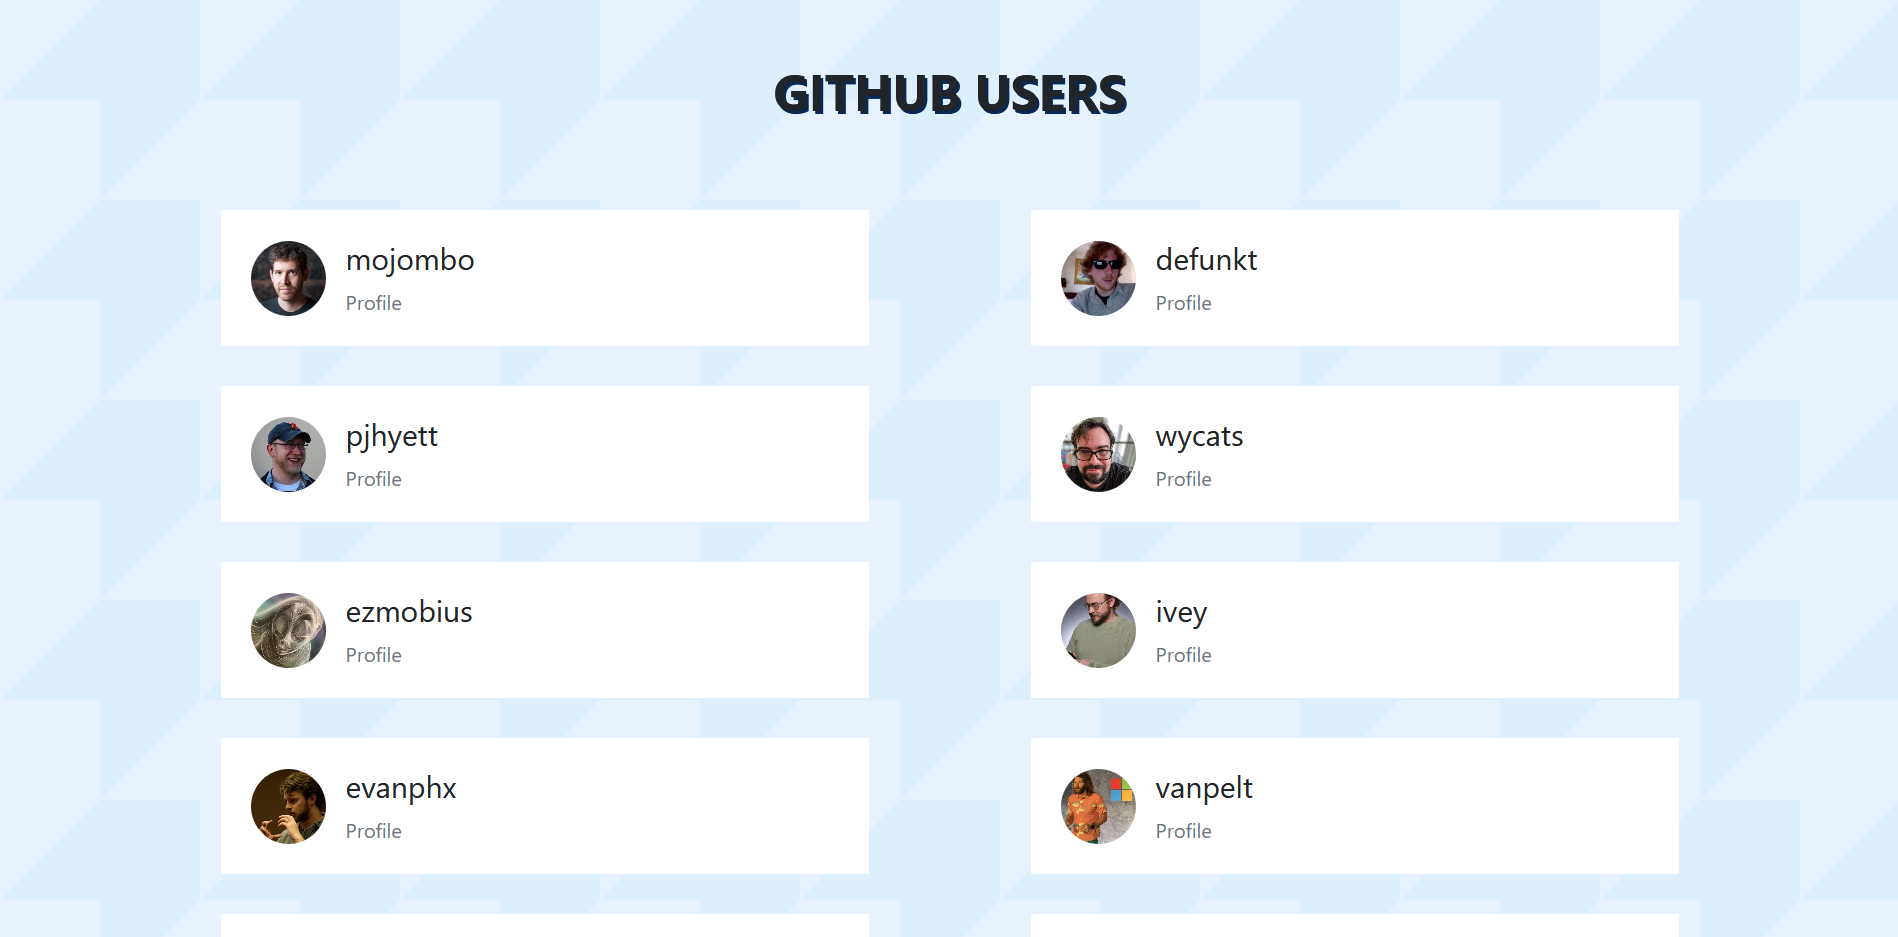 GITHUB USERS
mojombo
Profile
defunkt
Profile
pjhyett
Profile
wycats
Profile
ezmobius
Profile
ivey
Profile
evanphx
Profile
vanpelt
Profile